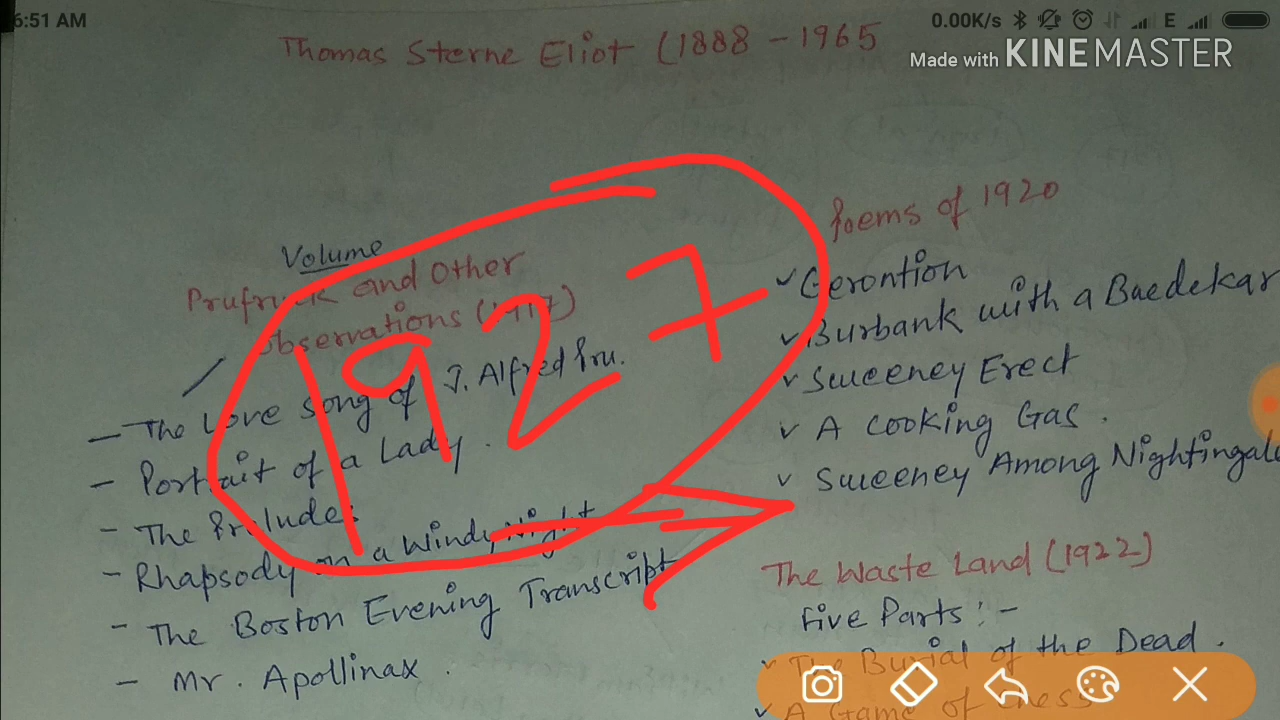 6:51 AM
0.00K/s
E
Made with KINEMASTER
Thomas Sterne Eliot (1888 - 1965
Volume
Prufrock and Other
Observations (1917)
- The Love Song of J. Alfred Pru.
- Portrait of a Lady.
- The Preludes
- Rhapsody on a Windy Night
- The Boston Evening Transcript
- Mr. Apollinax.
1927
Poems of 1920
✓ Gerontion
✓ Burbank with a Baedekar
✓ Sweeney Erect
✓ A Cooking Gas.
✓ Sweeney Among Nightingale
The Waste Land (1922)
Five Parts:-
✓ The Burial of the Dead.
✓ A Game of Chess